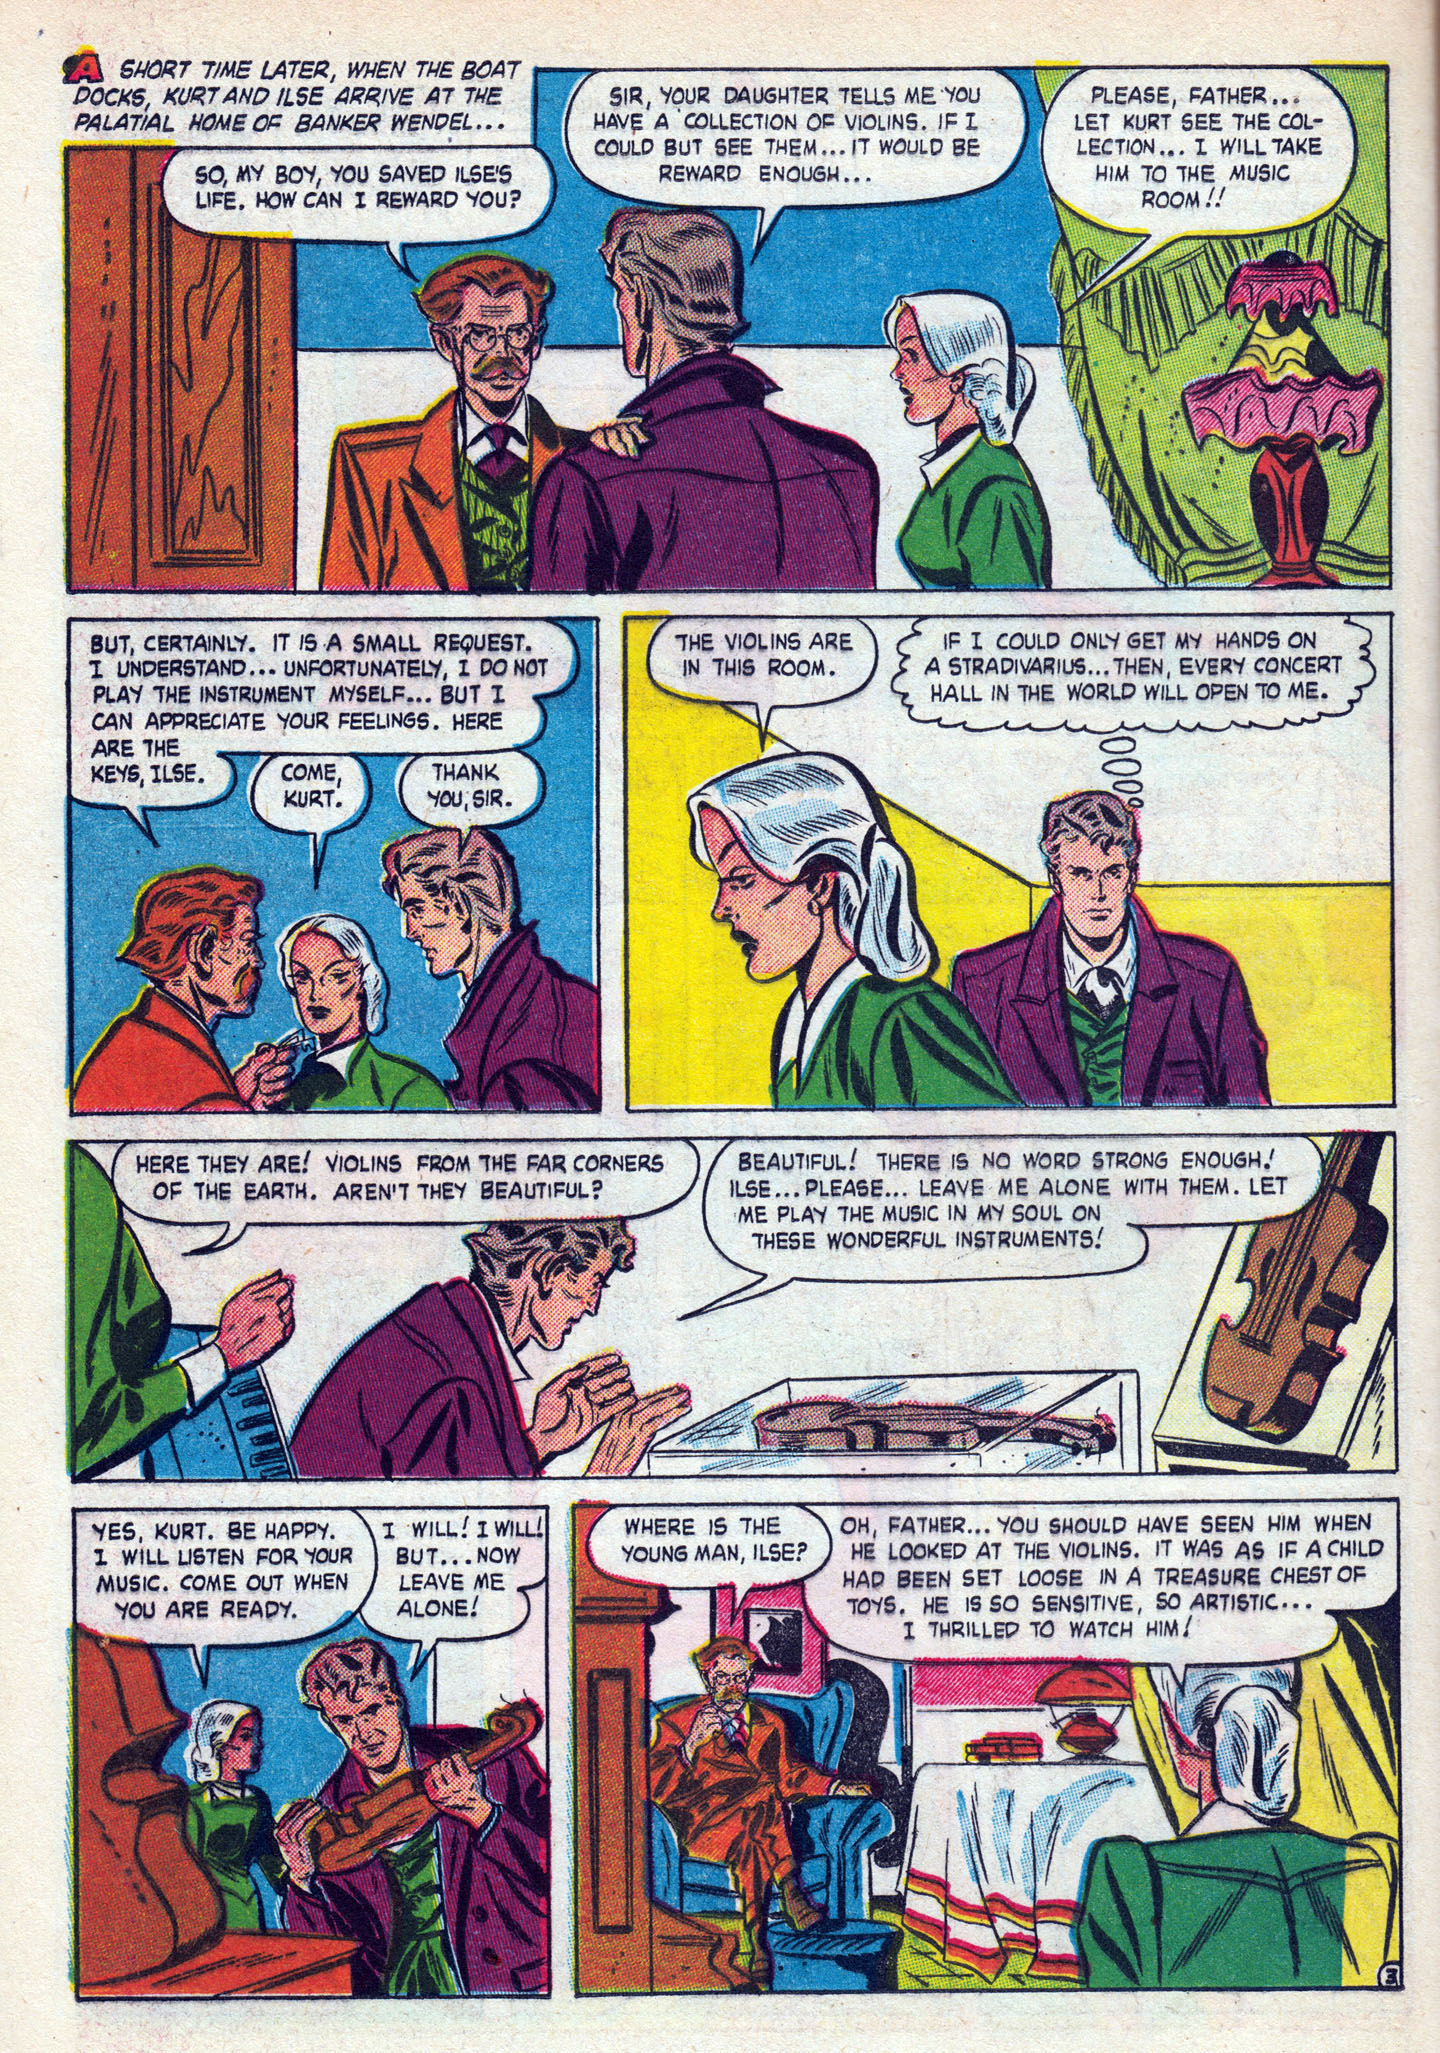 A SHORT TIME LATER, WHEN THE BOAT
DOCKS, KURT AND ILSE ARRIVE AT THE
PALATIAL HOME OF BANKER WENDEL...
SO, MY BOY, YOU SAVED ILSE'S
LIFE. HOW CAN I REWARD YOU?
SIR, YOUR DAUGHTER TELLS ME YOU
HAVE A COLLECTION OF VIOLINS. IF I
COULD BUT SEE THEM... IT WOULD BE
REWARD ENOUGH...
PLEASE, FATHER...
LET KURT SEE THE COL-
LECTION... I WILL TAKE
HIM TO THE MUSIC
ROOM!!
BUT, CERTAINLY. IT IS A SMALL REQUEST.
I UNDERSTAND... UNFORTUNATELY, I DO NOT
PLAY THE INSTRUMENT MYSELF... BUT I
CAN APPRECIATE YOUR FEELINGS. HERE
ARE THE
KEYS, ILSE.
COME,
KURT.
THANK
YOU, SIR.
THE VIOLINS ARE
IN THIS ROOM.
IF I COULD ONLY GET MY HANDS ON
A STRADIVARIUS... THEN, EVERY CONCERT
HALL IN THE WORLD WILL OPEN TO ME.
HERE THEY ARE! VIOLINS FROM THE FAR CORNERS
OF THE EARTH. AREN'T THEY BEAUTIFUL?
BEAUTIFUL! THERE IS NO WORD STRONG ENOUGH!
ILSE... PLEASE... LEAVE ME ALONE WITH THEM. LET
ME PLAY THE MUSIC IN MY SOUL ON
THESE WONDERFUL INSTRUMENTS!
YES, KURT. BE HAPPY.
I WILL LISTEN FOR YOUR
MUSIC. COME OUT WHEN
YOU ARE READY.
I WILL! I WILL!
BUT... NOW
LEAVE ME
ALONE!
WHERE IS THE
YOUNG MAN, ILSE?
OH, FATHER... YOU SHOULD HAVE SEEN HIM WHEN
HE LOOKED AT THE VIOLINS. IT WAS AS IF A CHILD
HAD BEEN SET LOOSE IN A TREASURE CHEST OF
TOYS. HE IS SO SENSITIVE, SO ARTISTIC...
I THRILLED TO WATCH HIM!
3